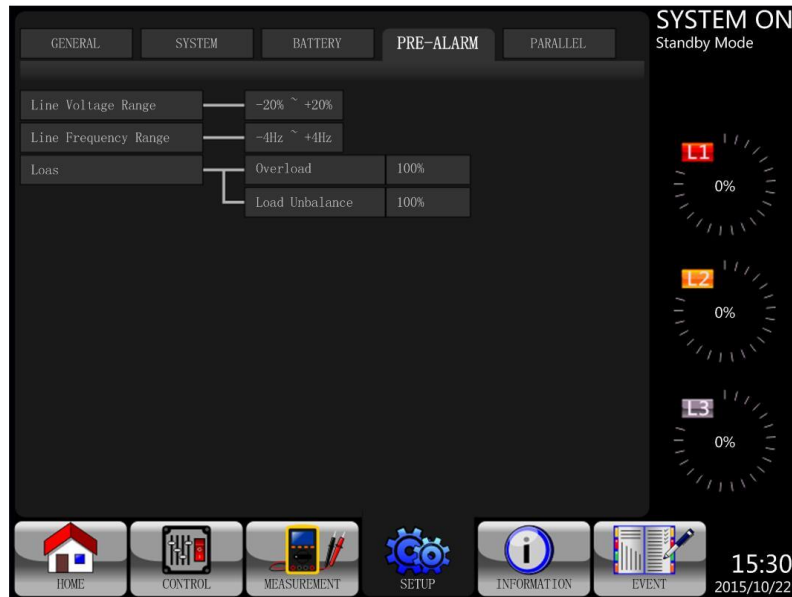 SYSTEM ON
Standby Mode
GENERAL SYSTEM BATTERY PRE-ALARM PARALLEL
Line Voltage Range -20% ~ +20%
Line Frequency Range -4Hz ~ +4Hz
Loas Overload 100%
Load Unbalance 100%
L1
0%
L2
0%
L3
0%
HOME CONTROL MEASUREMENT SETUP INFORMATION EVENT
15:30
2015/10/22